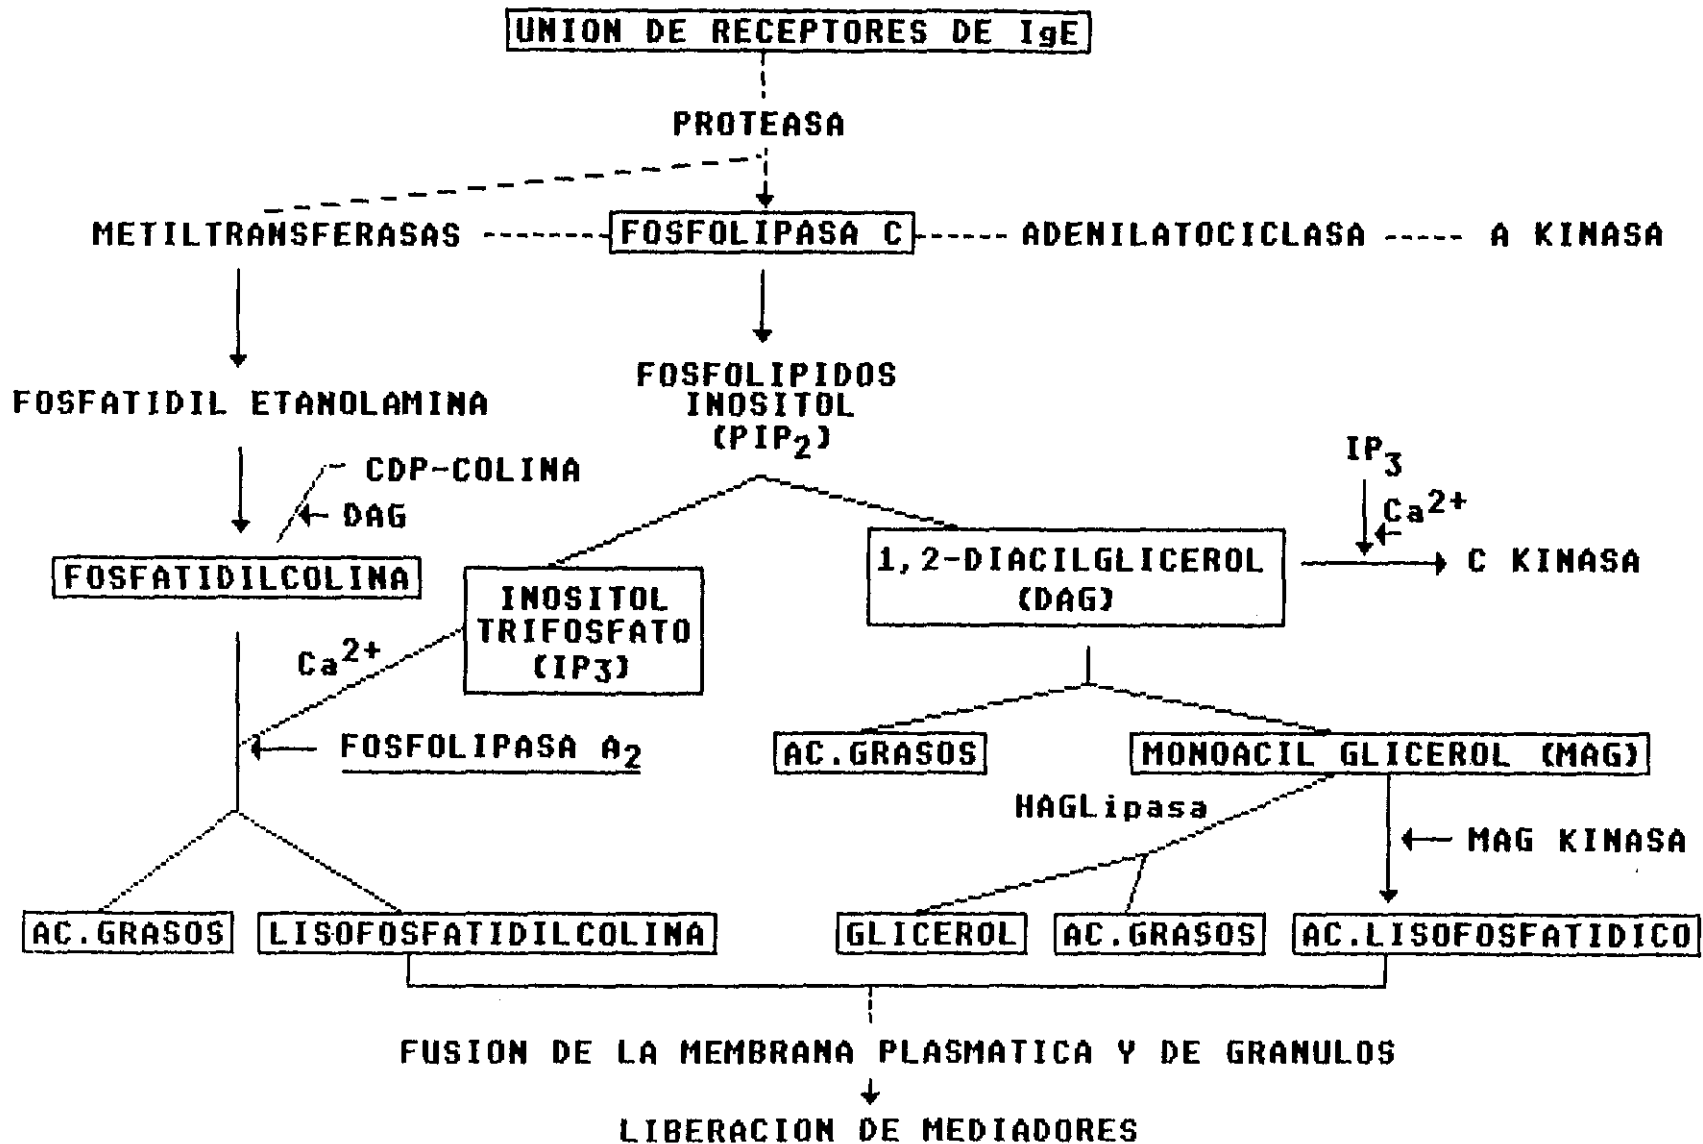 UNION DE RECEPTORES DE IgE
PROTEASA
METILTRANSFERASAS
FOSFOLIPASA C
ADENILATOCICLASA
A KINASA
FOSFATIDIL ETANOLAMINA
FOSFOLIPIDOS
INOSITOL
(PIP₂)
CDP-COLINA
DAG
IP₃
Ca²⁺
FOSFATIDILCOLINA
INOSITOL
TRIFOSFATO
(IP₃)
1,2-DIACILGLICEROL
(DAG)
C KINASA
Ca²⁺
FOSFOLIPASA A₂
AC.GRASOS
MONOACIL GLICEROL (MAG)
HAGLipasa
MAG KINASA
AC.GRASOS
LISOFOSFATIDILCOLINA
GLICEROL
AC.GRASOS
AC.LISOFOSFATIDICO
FUSION DE LA MEMBRANA PLASMATICA Y DE GRANULOS
LIBERACION DE MEDIADORES